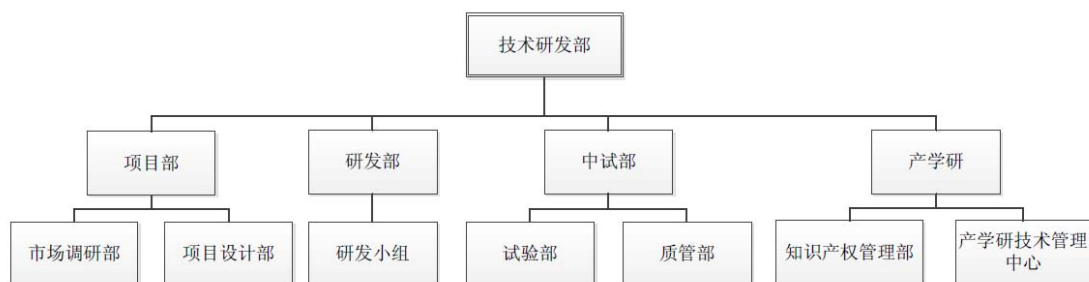 技术研发部
项目部
研发部
中试部
产学研
市场调研部
项目设计部
研发小组
试验部
质管部
知识产权管理部
产学研技术管理
中心